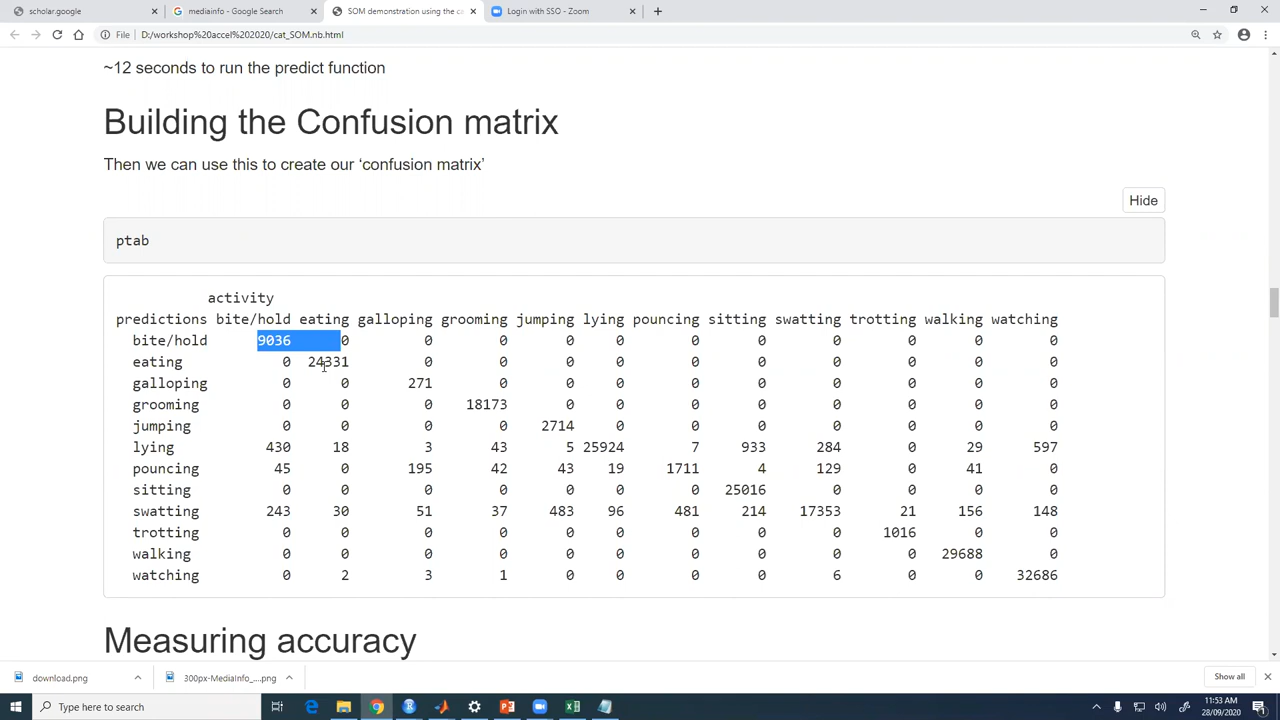 scholar.google
mediainfo - Google Search
SOM demonstration using the c
Login with SSO - Zoom
File D:/workshop%20accel%202020/cat_SOM.nb.html
~12 seconds to run the predict function
Building the Confusion matrix
Then we can use this to create our ‘confusion matrix’
Hide
ptab
activity
predictions bite/hold eating galloping grooming jumping lying pouncing sitting swatting trotting walking watching
bite/hold 9036 0 0 0 0 0 0 0 0 0 0 0
eating 0 24331 0 0 0 0 0 0 0 0 0 0
galloping 0 0 271 0 0 0 0 0 0 0 0 0
grooming 0 0 0 18173 0 0 0 0 0 0 0 0
jumping 0 0 0 0 2714 0 0 0 0 0 0 0
lying 430 18 3 43 5 25924 7 933 284 0 29 597
pouncing 45 0 195 42 43 19 1711 4 129 0 41 0
sitting 0 0 0 0 0 0 0 25016 0 0 0 0
swatting 243 30 51 37 483 96 481 214 17353 21 156 148
trotting 0 0 0 0 0 0 0 0 0 1016 0 0
walking 0 0 0 0 0 0 0 0 0 0 29688 0
watching 0 2 3 1 0 0 0 0 6 0 0 32686
Measuring accuracy
download.png
300px-MediaInfo_....png
Show all
Type here to search
11:53 AM
28/09/2020